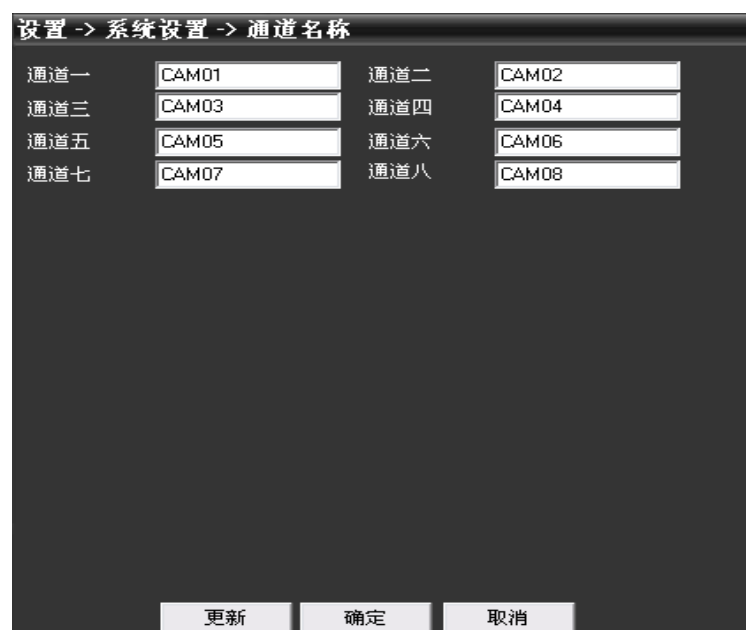 设置 -> 系统设置 -> 通道名称
通道一 CAM01 通道二 CAM02
通道三 CAM03 通道四 CAM04
通道五 CAM05 通道六 CAM06
通道七 CAM07 通道八 CAM08
更新 确定 取消